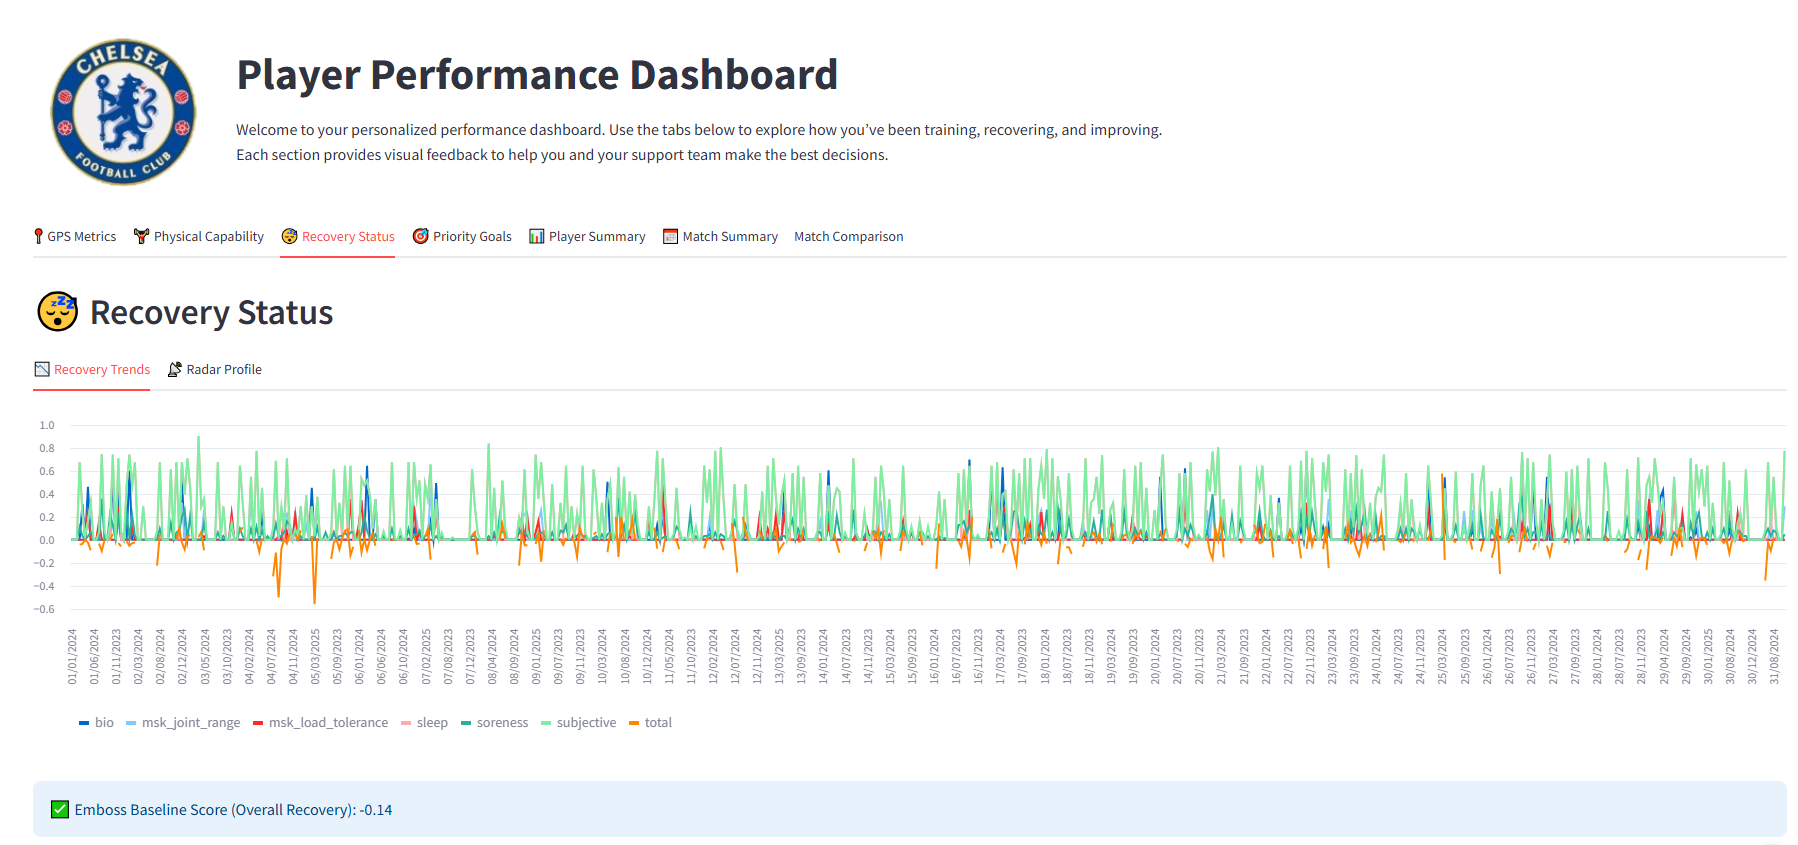 CHELSEA
FOOTBALL CLUB
Player Performance Dashboard
Welcome to your personalized performance dashboard. Use the tabs below to explore how you've been training, recovering, and improving.
Each section provides visual feedback to help you and your support team make the best decisions.
GPS Metrics Physical Capability Recovery Status Priority Goals Player Summary Match Summary Match Comparison
Recovery Status
Recovery Trends Radar Profile
1.0
0.8
0.6
0.4
0.2
0.0
−0.2
−0.4
−0.6
01/01/2024 01/06/2024 01/11/2023 02/03/2024 02/08/2024 02/12/2024 03/05/2024 03/10/2023 04/02/2024 04/07/2024 04/11/2024 05/03/2025 05/09/2023 06/01/2024 06/06/2024 06/10/2024 07/02/2025 07/08/2023 07/12/2023 08/04/2024 08/09/2024 09/01/2025 09/07/2023 09/11/2023 10/03/2024 10/08/2024 10/12/2024 11/05/2024 11/10/2023 12/02/2024 12/07/2024 12/11/2024 13/03/2025 13/09/2023 14/01/2024 14/07/2023 14/11/2023 15/03/2024 15/09/2023 16/01/2024 16/07/2023 16/11/2023 17/03/2024 17/09/2023 18/01/2024 18/07/2023 18/11/2023 19/03/2024 19/09/2023 20/01/2024 20/07/2023 20/11/2023 21/03/2024 21/09/2023 22/01/2024 22/07/2023 22/11/2023 23/03/2024 23/09/2023 24/01/2024 24/07/2023 24/11/2023 25/03/2024 25/09/2023 26/01/2024 26/07/2023 26/11/2023 27/03/2024 27/09/2023 28/01/2024 28/07/2023 28/11/2023 29/04/2024 29/09/2024 30/01/2025 30/08/2024 30/12/2024 31/08/2024
bio msk_joint_range msk_load_tolerance sleep soreness subjective total
Emboss Baseline Score (Overall Recovery): -0.14